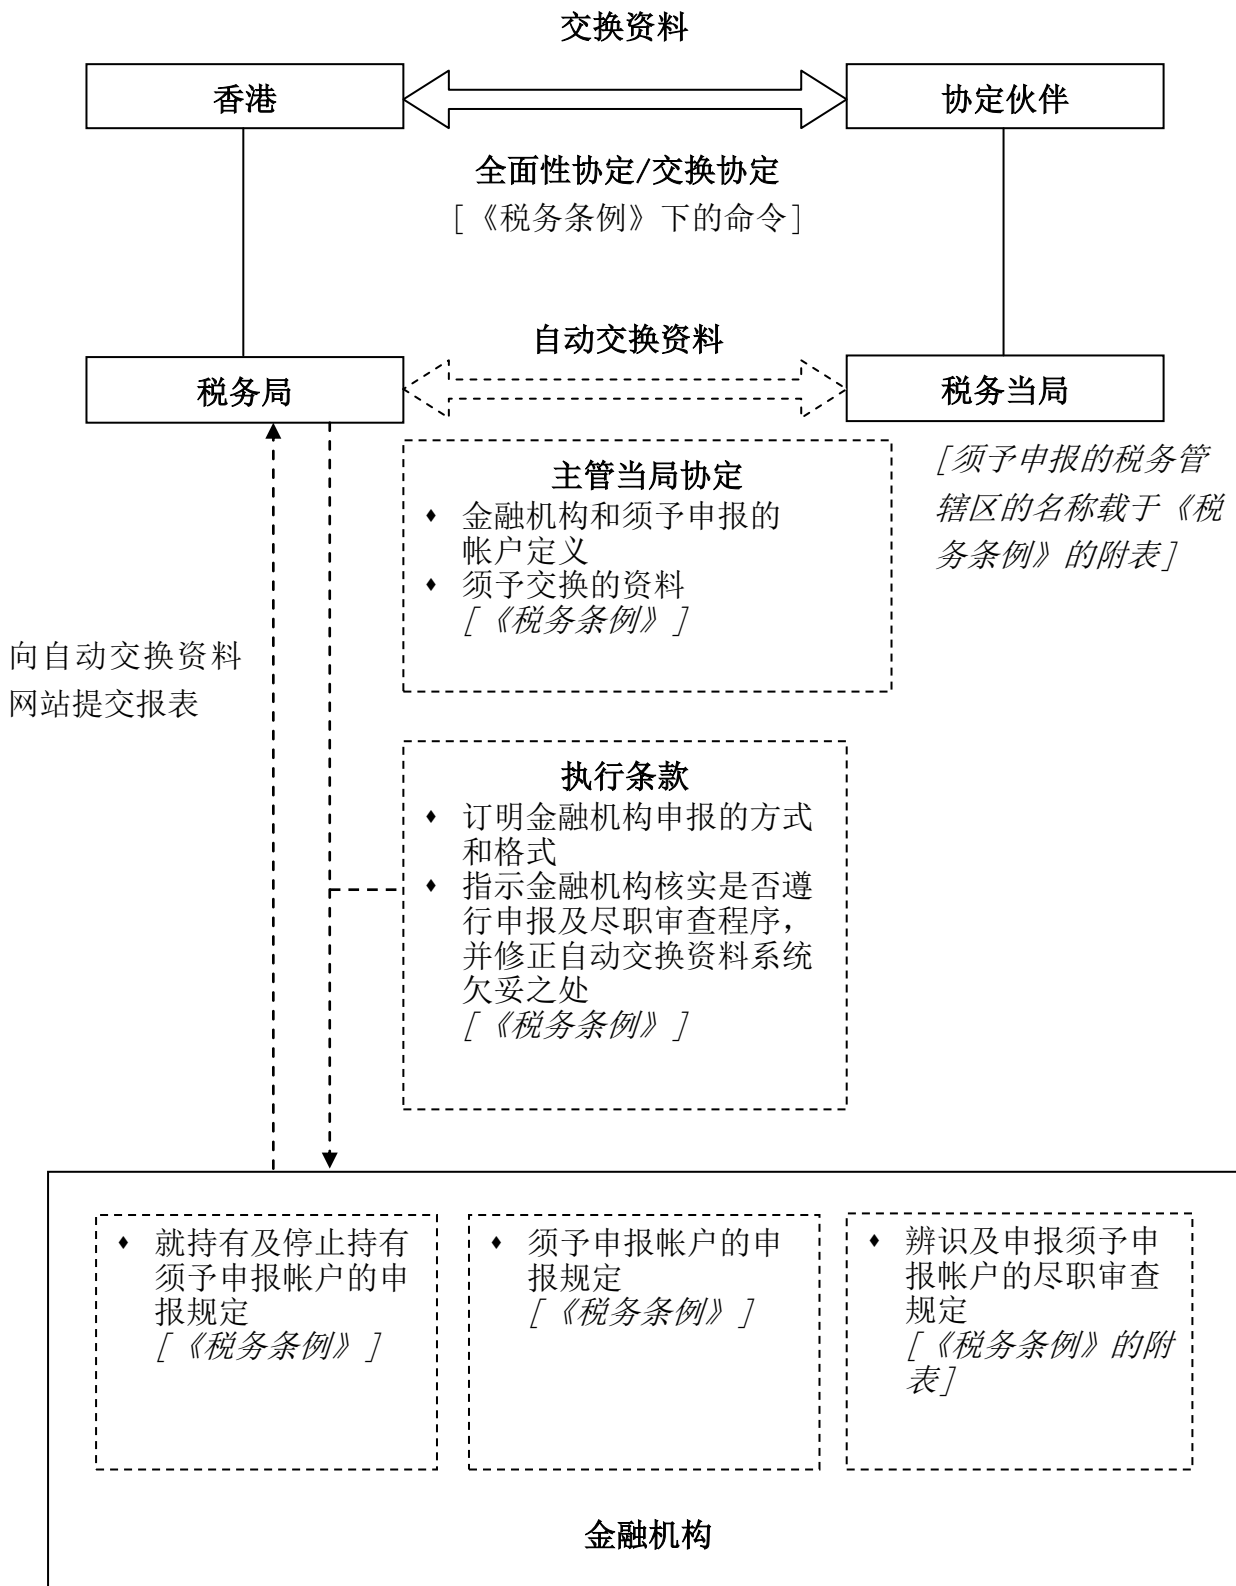 交换资料
香港
协定伙伴
全面性协定/交换协定
[《税务条例》下的命令]
自动交换资料
税务局
税务当局
主管当局协定
♦ 金融机构和须予申报的
帐户定义
♦ 须予交换的资料
[《税务条例》]
[须予申报的税务管
辖区的名称载于《税
务条例》的附表]
向自动交换资料
网站提交报表
执行条款
♦ 订明金融机构申报的方式
和格式
♦ 指示金融机构核实是否遵
行申报及尽职审查程序，
并修正自动交换资料系统
欠妥之处
[《税务条例》]
♦ 就持有及停止持有
须予申报帐户的申
报规定
[《税务条例》]
♦ 须予申报帐户的申
报规定
[《税务条例》]
♦ 辨识及申报须予申
报帐户的尽职审查
规定
[《税务条例》的附
表]
金融机构